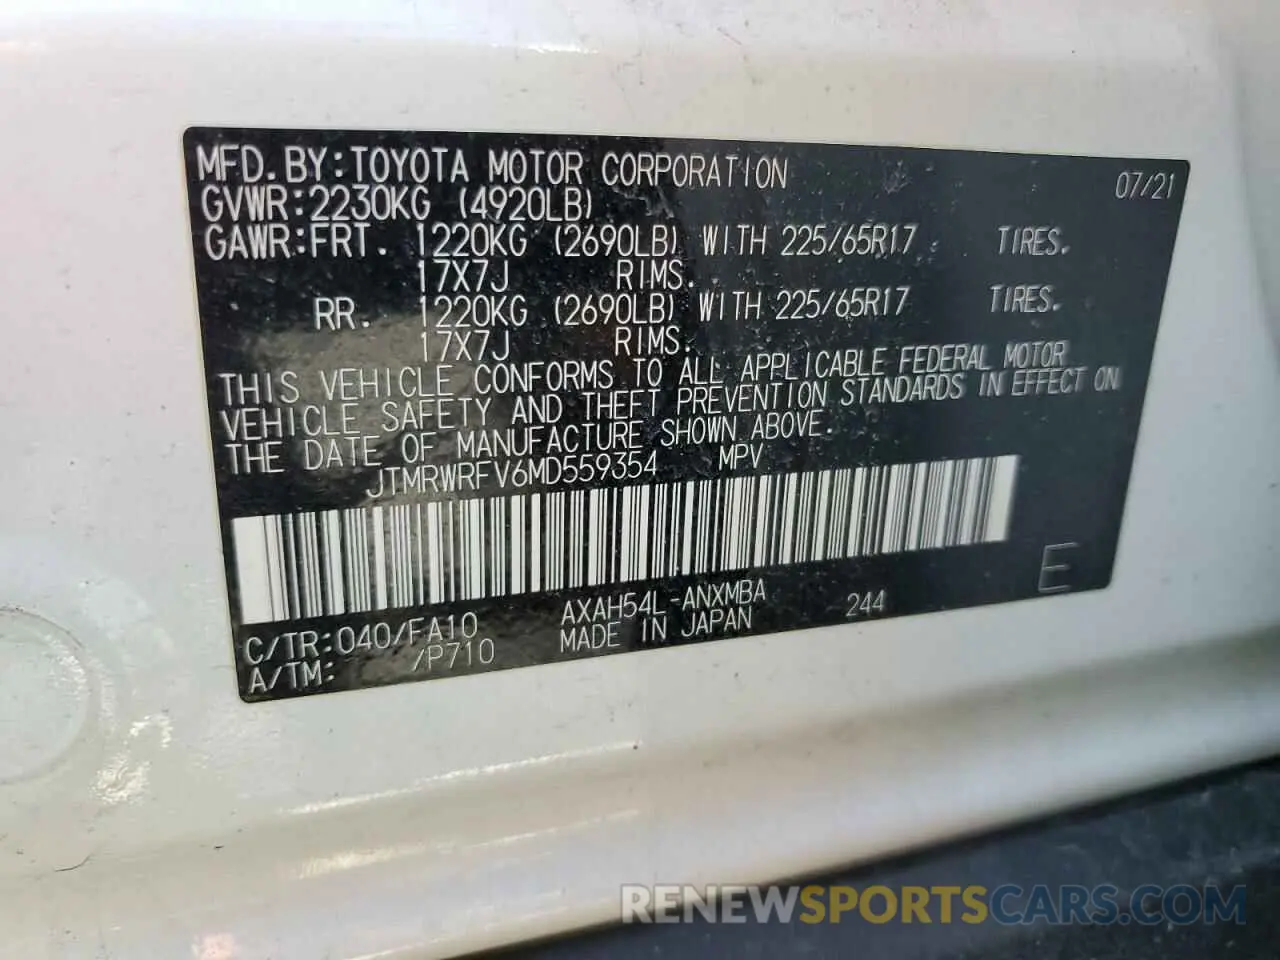 MFD. BY: TOYOTA MOTOR CORPORATION 07/21
GVWR: 2230KG (4920LB)
GAWR: FRT. 1220KG (2690LB) WITH 225/65R17 TIRES.
17X7J RIMS.
RR. 1220KG (2690LB) WITH 225/65R17 TIRES.
17X7J RIMS.
THIS VEHICLE CONFORMS TO ALL APPLICABLE FEDERAL MOTOR
VEHICLE SAFETY AND THEFT PREVENTION STANDARDS IN EFFECT ON
THE DATE OF MANUFACTURE SHOWN ABOVE.
JTMRWRFV6MD559354 MPV
C/TR: 040/FA10 AXAH54L-ANXMBA 244 E
A/TM: /P710 MADE IN JAPAN
RENEWSPORTSCARS.COM